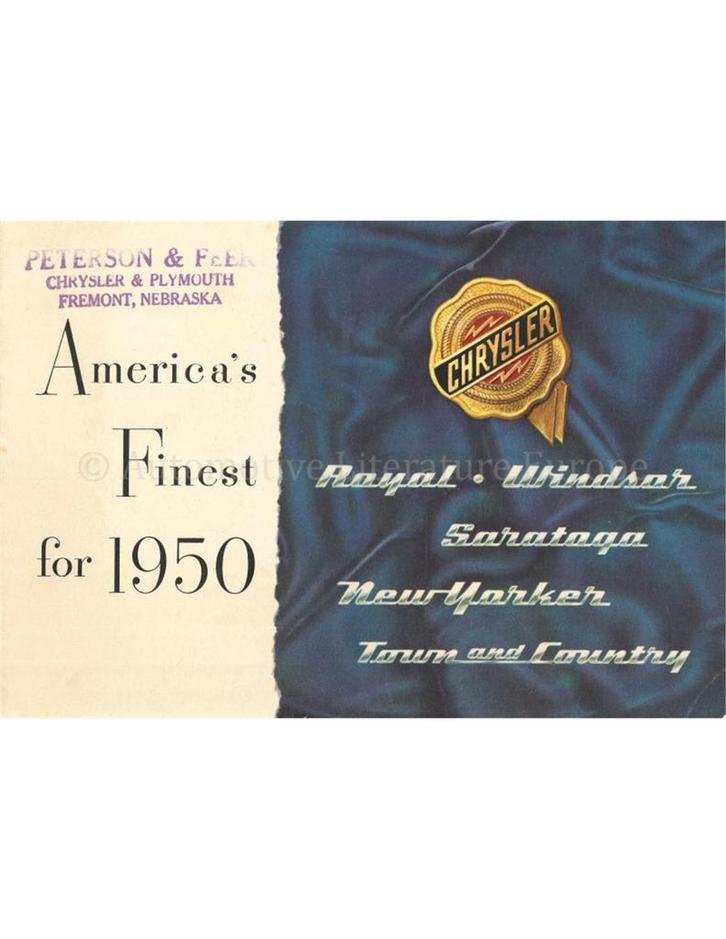 PETERSON & FEER
CHRYSLER & PLYMOUTH
FREMONT, NEBRASKA
America's
Finest
for 1950
CHRYSLER
Royal · Windsor
Saratoga
New Yorker
Town and Country
© Automotive Literature Europe